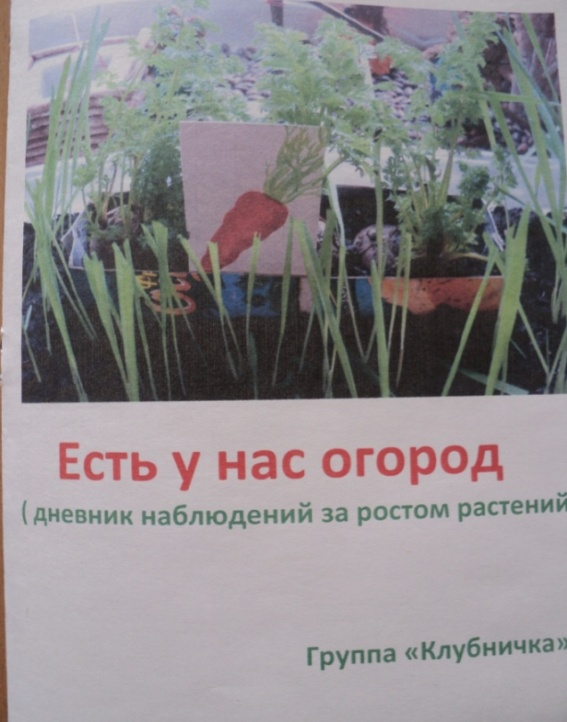 Есть у нас огород
( дневник наблюдений за ростом растений
Группа «Клубничка»